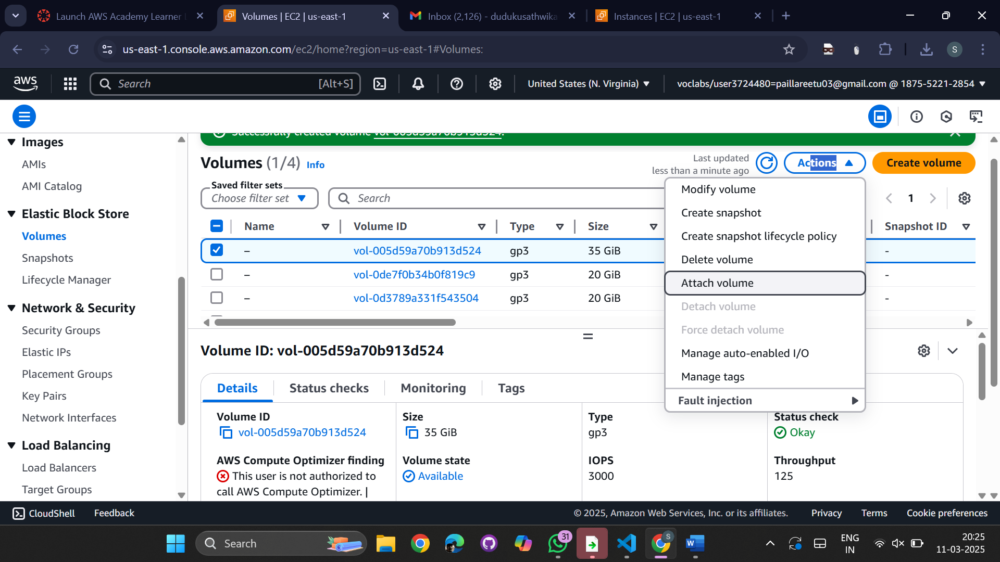 Launch AWS Academy Learner
Volumes | EC2 | us-east-1
Inbox (2,126) - dudukusathwika
Instances | EC2 | us-east-1
us-east-1.console.aws.amazon.com/ec2/home?region=us-east-1#Volumes:
S
aws
Search
[Alt+S]
United States (N. Virginia)
voclabs/user3724480=paillareetu03@gmail.com @ 1875-5221-2854
Images
AMIs
AMI Catalog
Elastic Block Store
Volumes
Snapshots
Lifecycle Manager
Network & Security
Security Groups
Elastic IPs
Placement Groups
Key Pairs
Network Interfaces
Load Balancing
Load Balancers
Target Groups
Successfully created volume vol-005d59a70b913d524.
Volumes (1/4) Info
Last updated
less than a minute ago
Actions
Create volume
Saved filter sets
Choose filter set
Search
1
Name
Volume ID
Type
Size
Snapshot ID
–
vol-005d59a70b913d524
gp3
35 GiB
-
–
vol-0de7f0b34b0f819c9
gp3
20 GiB
-
–
vol-0d3789a331f543504
gp3
20 GiB
-
Modify volume
Create snapshot
Create snapshot lifecycle policy
Delete volume
Attach volume
Detach volume
Force detach volume
Manage auto-enabled I/O
Manage tags
Fault injection
Volume ID: vol-005d59a70b913d524
Details
Status checks
Monitoring
Tags
Volume ID
vol-005d59a70b913d524
Size
35 GiB
Type
gp3
Status check
Okay
AWS Compute Optimizer finding
This user is not authorized to
call AWS Compute Optimizer. |
Volume state
Available
IOPS
3000
Throughput
125
CloudShell
Feedback
© 2025, Amazon Web Services, Inc. or its affiliates.
Privacy
Terms
Cookie preferences
Search
31
S
W
ENG
IN
20:25
11-03-2025